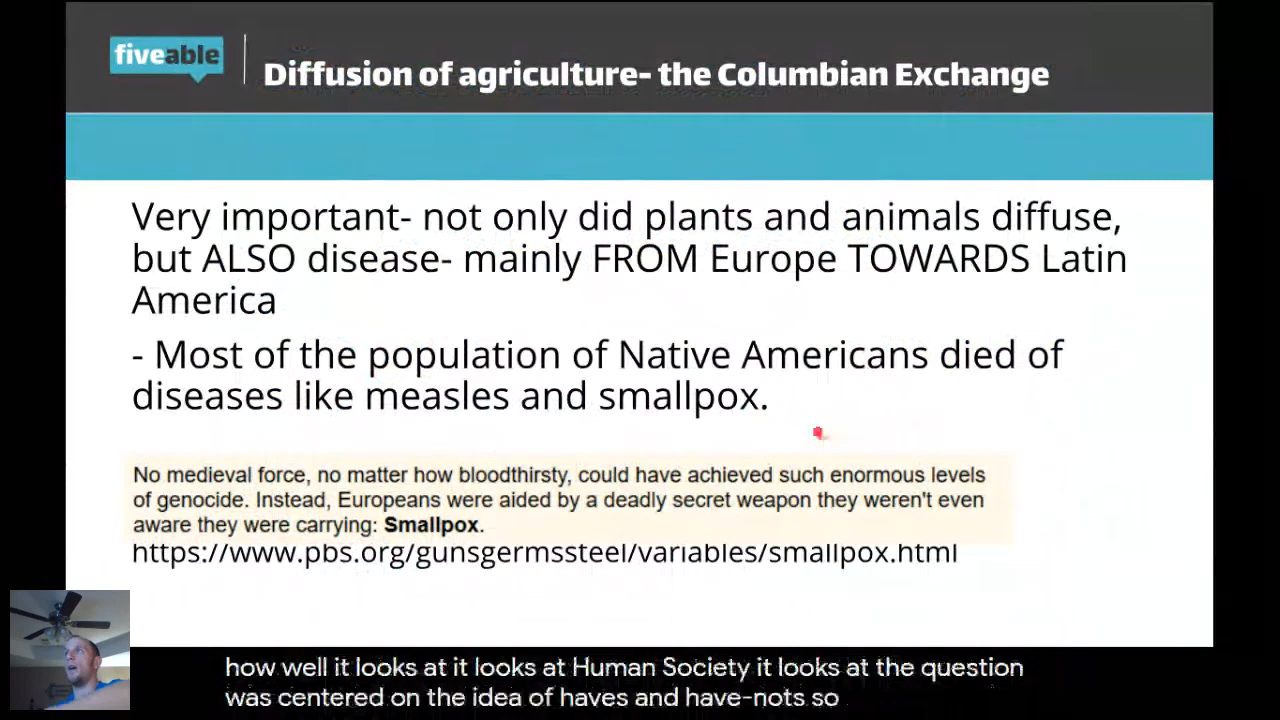 fiveable
Diffusion of agriculture- the Columbian Exchange
Very important- not only did plants and animals diffuse,
but ALSO disease- mainly FROM Europe TOWARDS Latin
America
- Most of the population of Native Americans died of
diseases like measles and smallpox.
No medieval force, no matter how bloodthirsty, could have achieved such enormous levels
of genocide. Instead, Europeans were aided by a deadly secret weapon they weren't even
aware they were carrying: Smallpox.
https://www.pbs.org/gunsgermssteel/variables/smallpox.html
how well it looks at it looks at Human Society it looks at the question
was centered on the idea of haves and have-nots so